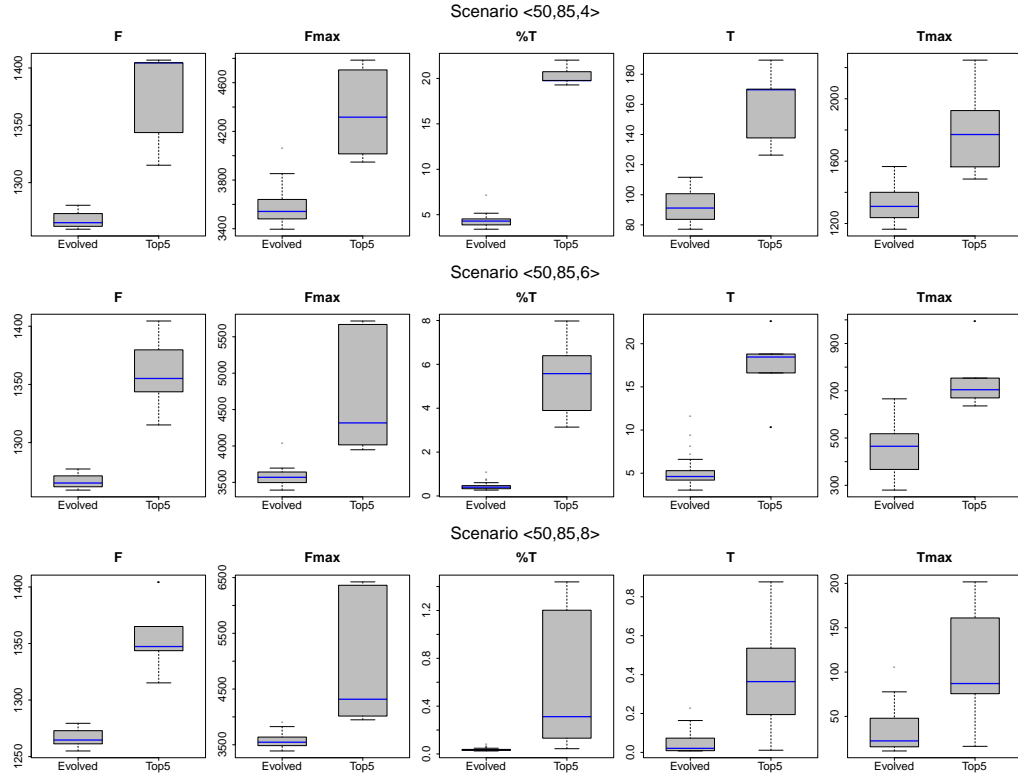 Scenario <50,85,4>
F
Fmax
%T
T
Tmax
1300 1350 1400
3400 3800 4200 4600
5 10 15 20
80 100 120 140 160 180
1200 1600 2000
Evolved Top5
Evolved Top5
Evolved Top5
Evolved Top5
Evolved Top5
Scenario <50,85,6>
F
Fmax
%T
T
Tmax
1300 1350 1400
3500 4000 4500 5000 5500
0 2 4 6 8
5 10 15 20
300 500 700 900
Evolved Top5
Evolved Top5
Evolved Top5
Evolved Top5
Evolved Top5
Scenario <50,85,8>
F
Fmax
%T
T
Tmax
1250 1300 1350 1400
3500 4500 5500 6500
0.0 0.4 0.8 1.2
0.0 0.2 0.4 0.6 0.8
50 100 150 200
Evolved Top5
Evolved Top5
Evolved Top5
Evolved Top5
Evolved Top5